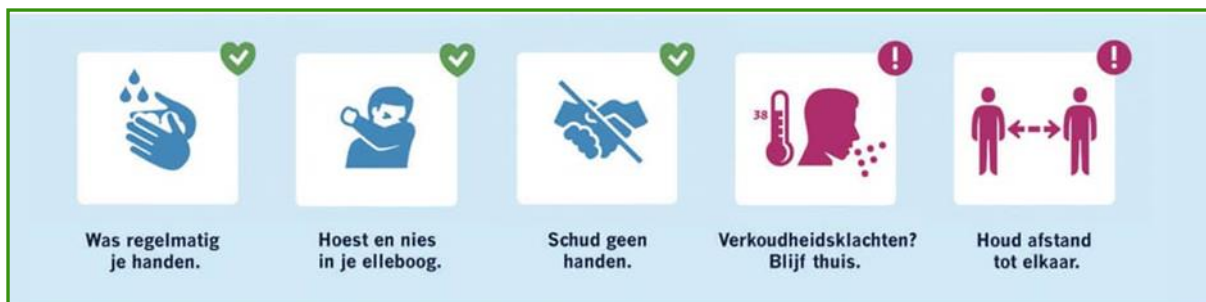 38
Was regelmatig
je handen.
Hoest en nies
in je elleboog.
Schud geen
handen.
Verkoudheidsklachten?
Blijf thuis.
Houd afstand
tot elkaar.